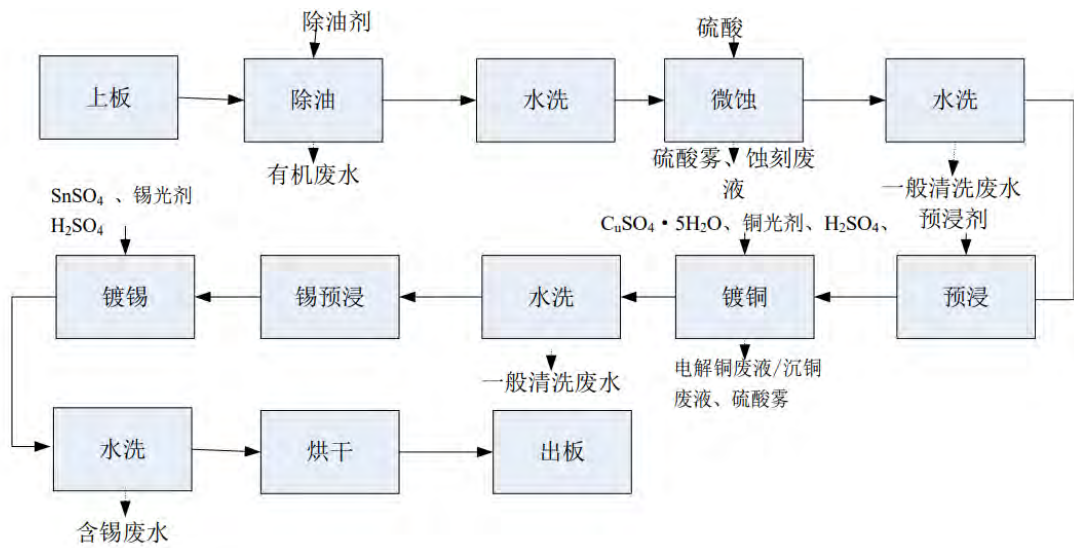 除油剂
硫酸
上板
除油
水洗
微蚀
水洗
有机废水
硫酸雾、蚀刻废
液
一般清洗废水
预浸剂
SnSO₄ 、锡光剂
H₂SO₄
CuSO₄・5H₂O、铜光剂、H₂SO₄、
镀锡
锡预浸
水洗
镀铜
预浸
一般清洗废水
电解铜废液/沉铜
废液、硫酸雾
水洗
烘干
出板
含锡废水